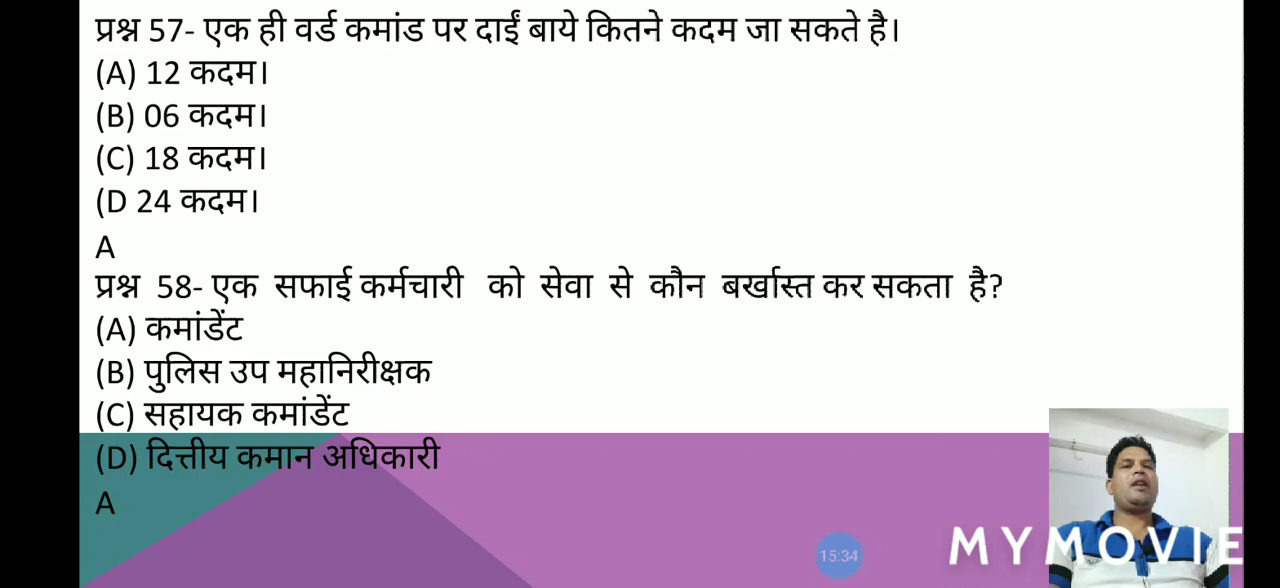 प्रश्न 57- एक ही वर्ड कमांड पर दाईं बाये कितने कदम जा सकते है।
(A) 12 कदम।
(B) 06 कदम।
(C) 18 कदम।
(D 24 कदम।
A
प्रश्न 58- एक सफाई कर्मचारी को सेवा से कौन बर्खास्त कर सकता है?
(A) कमांडेंट
(B) पुलिस उप महानिरीक्षक
(C) सहायक कमांडेंट
(D) दित्तीय कमान अधिकारी
A
15:34
MYMOVIE